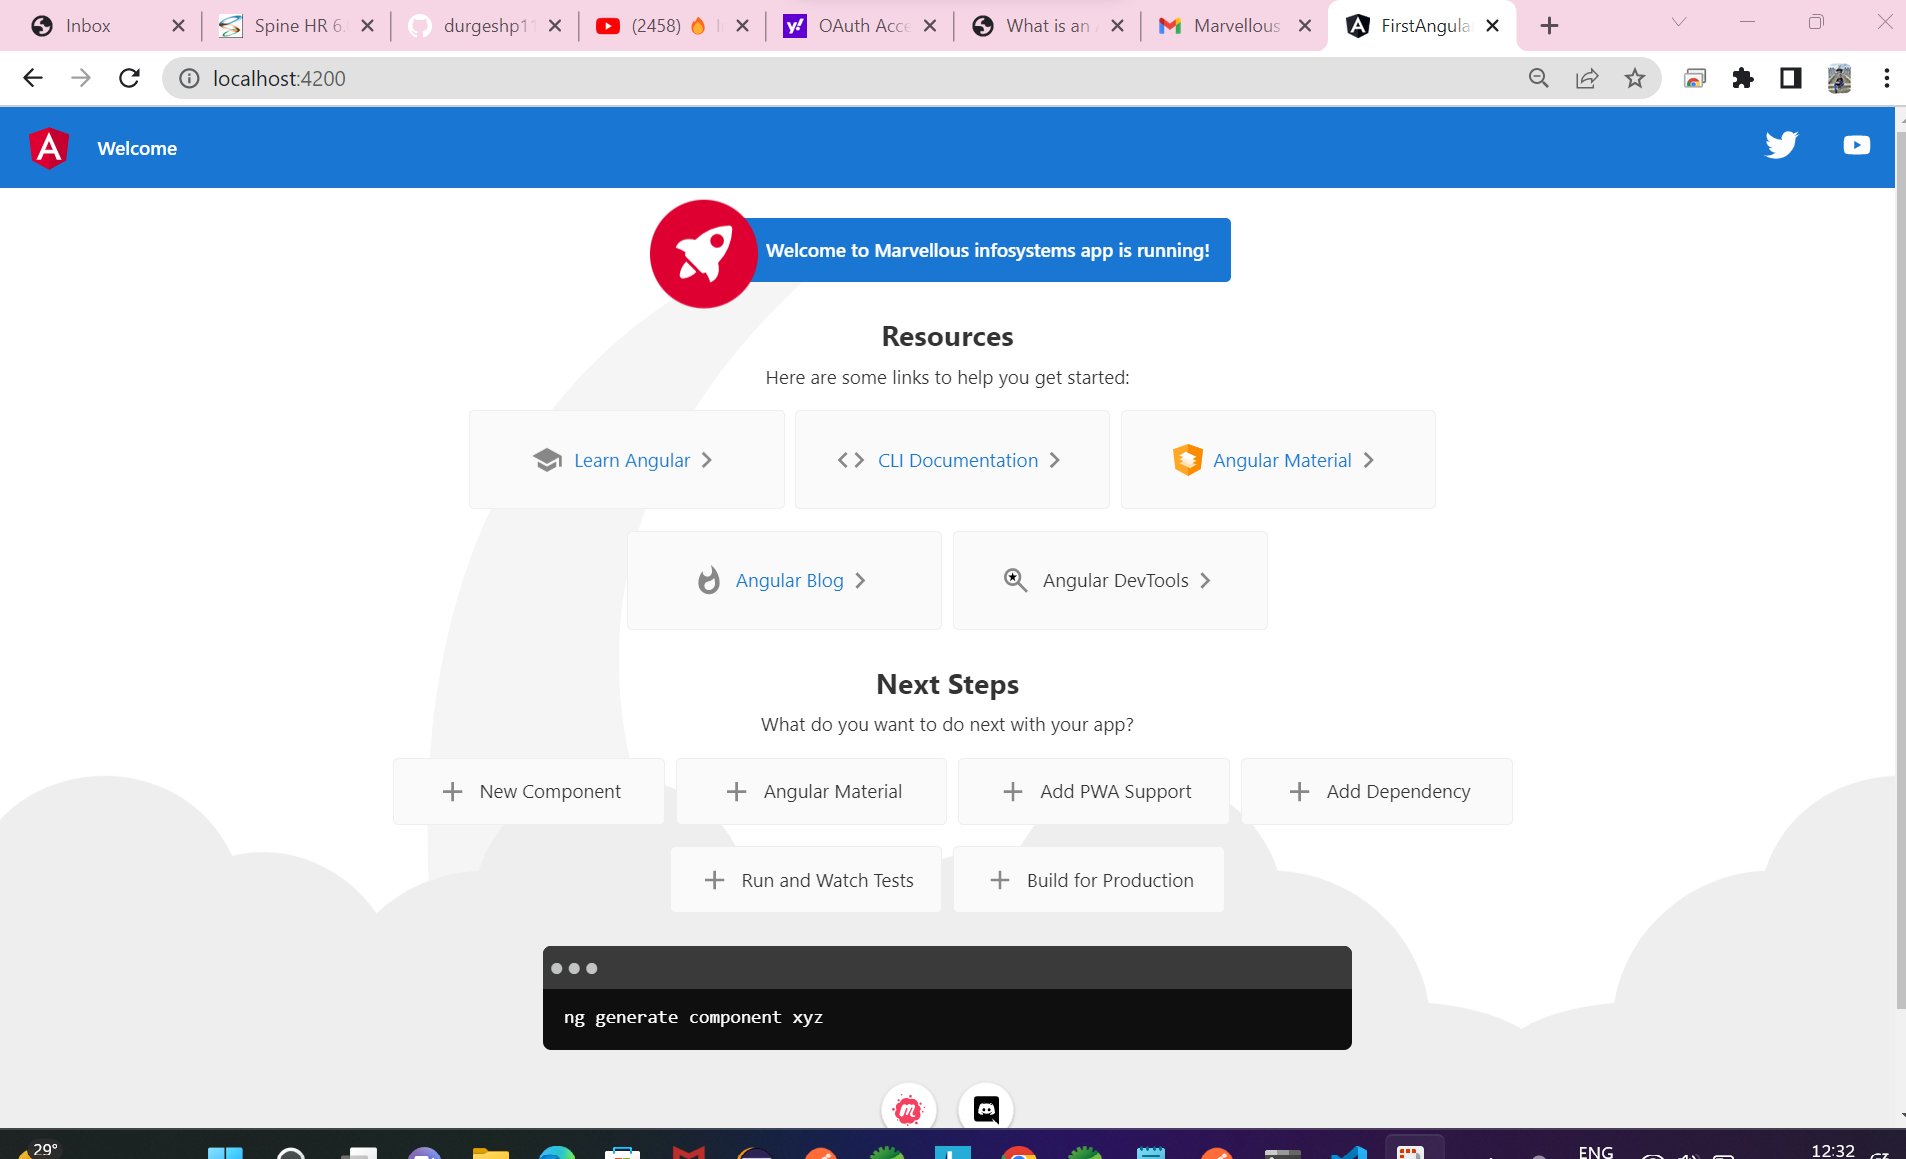 Inbox
Spine HR 6.
durgeshp11
(2458) 🔥 I
OAuth Acce
What is an A
Marvellous
FirstAngula
localhost:4200
Welcome
Welcome to Marvellous infosystems app is running!
Resources
Here are some links to help you get started:
Learn Angular
CLI Documentation
Angular Material
Angular Blog
Angular DevTools
Next Steps
What do you want to do next with your app?
New Component
Angular Material
Add PWA Support
Add Dependency
Run and Watch Tests
Build for Production
ng generate component xyz
29°
ENG
12:32